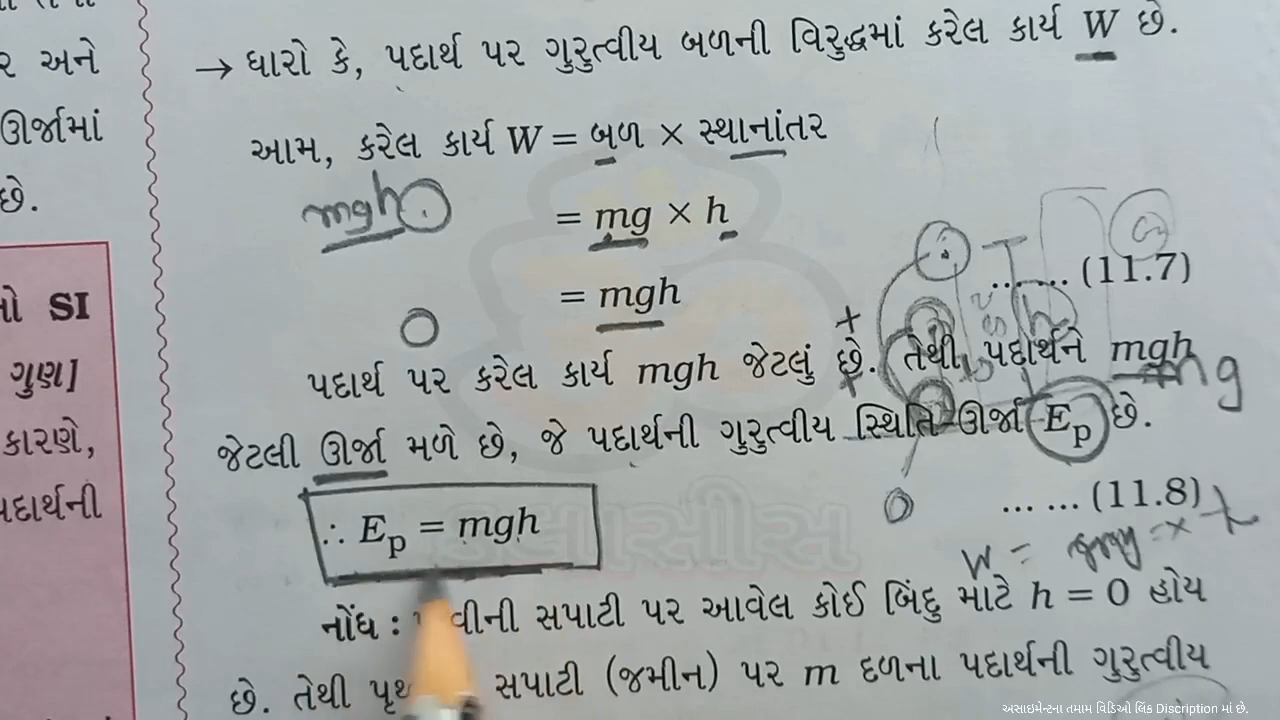 → ધારો કે, પદાર્થ પર ગુરુત્વીય બળની વિરુદ્ધમાં કરેલ કાર્ય W છે.
ર અને
ઊર્જામાં
આમ, કરેલ કાર્ય W = બળ × સ્થાનાંતર
છે.
mgh
= mg × h
....... (11.7)
= mgh
નો SI
ગુણ]
પદાર્થ પર કરેલ કાર્ય mgh જેટલું છે. તેથી, પદાર્થને mgh
mg
કારણે,
જેટલી ઊર્જા મળે છે, જે પદાર્થની ગુરુત્વીય સ્થિતિ-ઊર્જા Ep છે.
પદાર્થની
∴ Ep = mgh
...... (11.8)
W =
નોંધ : વીની સપાટી પર આવેલ કોઈ બિંદુ માટે h = 0 હોય
છે. તેથી પૃથ સપાટી (જમીન) પર m દળના પદાર્થની ગુરુત્વીય
અસાઇમેન્ટના તમામ વિડિઓ લિંક Discription માં છે.